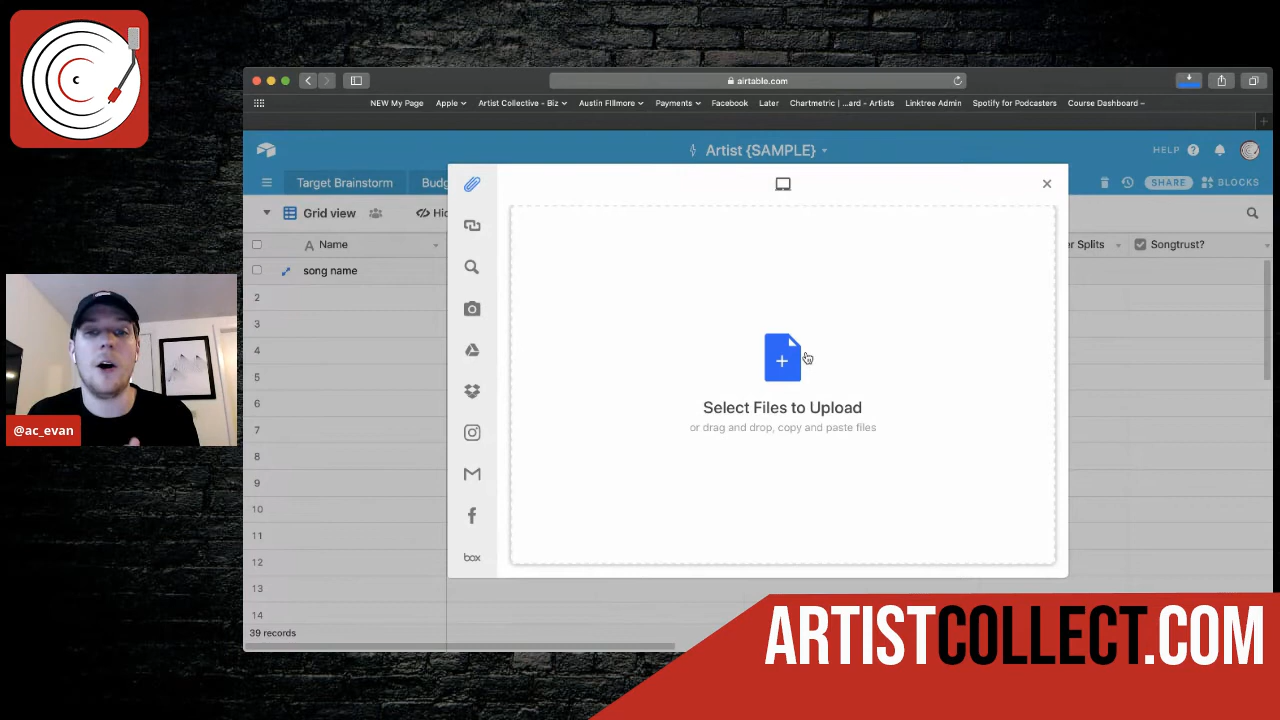 airtable.com
NEW My Page Apple Artist Collective - Biz Austin FIllmore Payments Facebook Later Chartmetric | ...ard - Artists Linktree Admin Spotify for Podcasters Course Dashboard –
Artist {SAMPLE}
HELP
Target Brainstorm Budg
SHARE BLOCKS
Grid view Hid
A Name r Splits Songtrust?
song name
2
3
4
5
6
7
8
9
10
11
12
13
14
39 records
Select Files to Upload
or drag and drop, copy and paste files
box
@ac_evan
ARTISTCOLLECT.COM